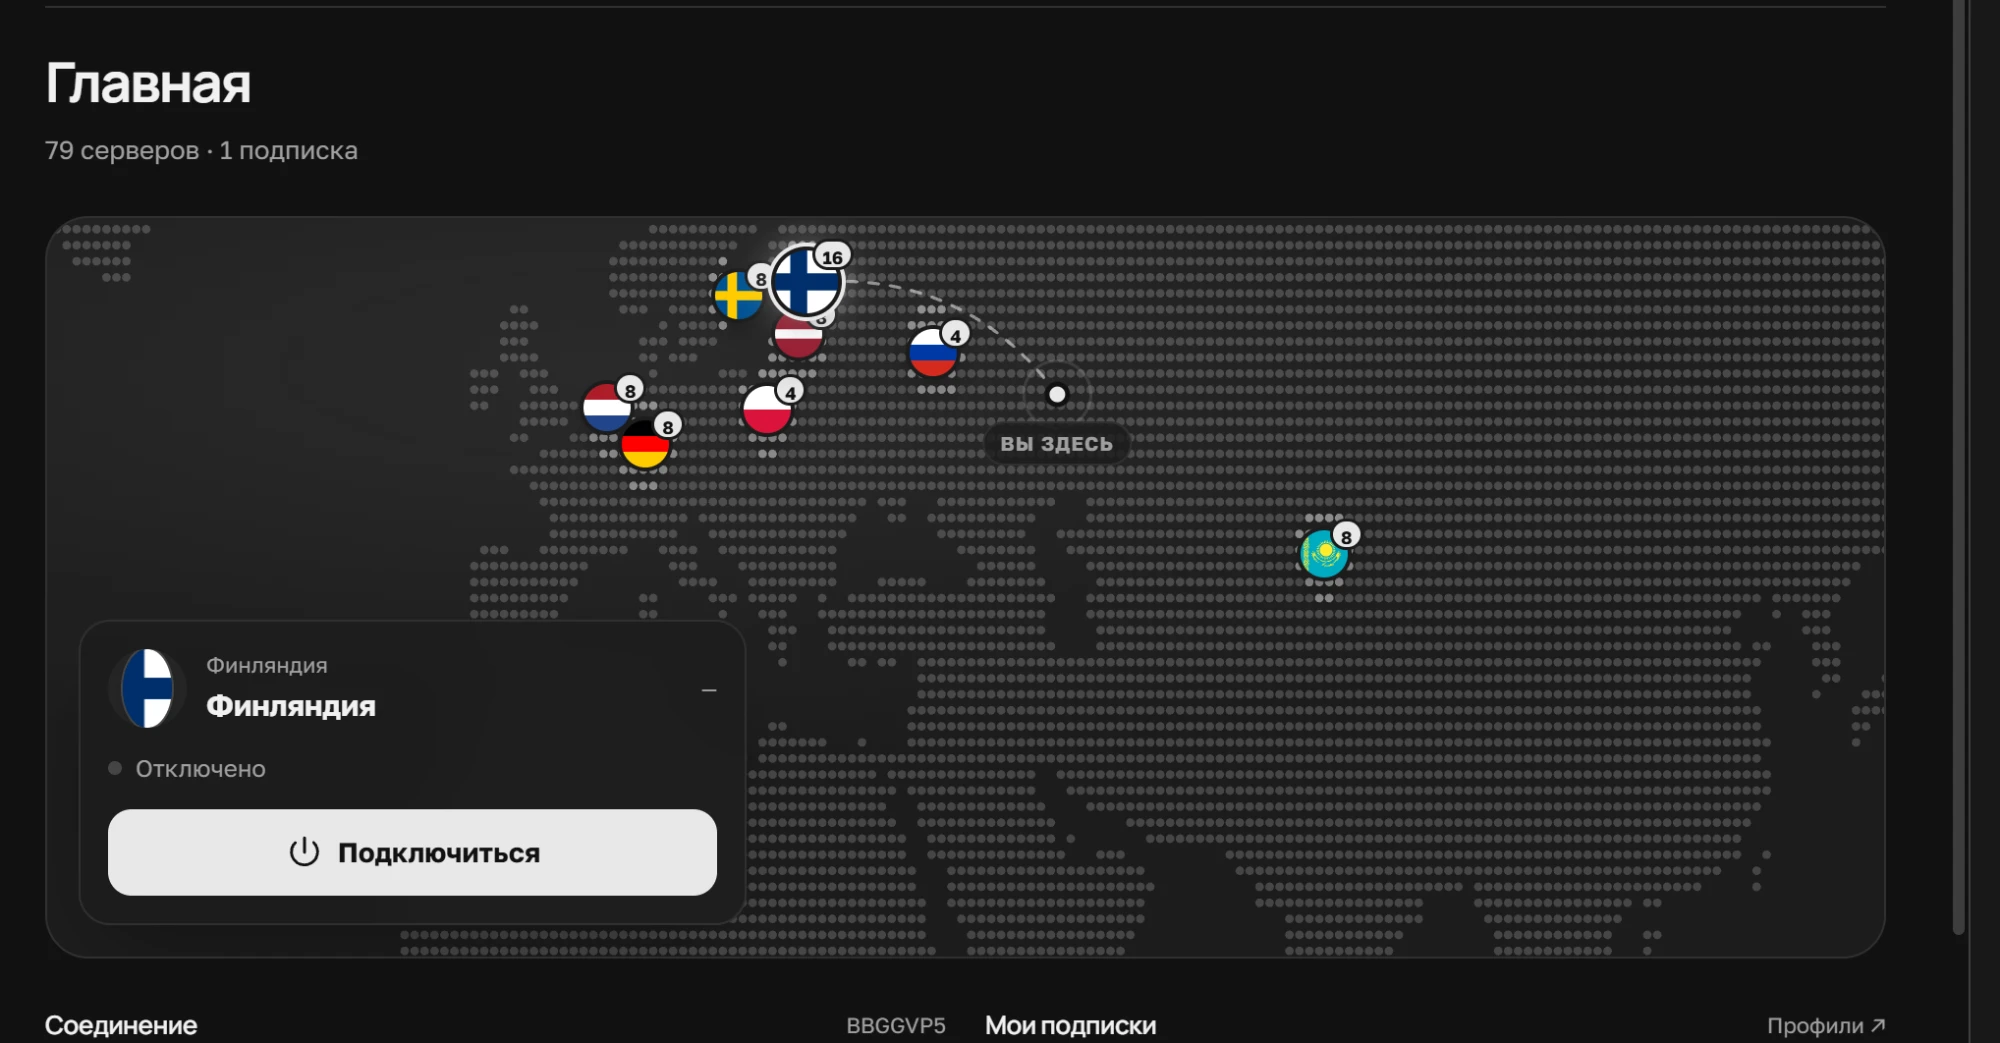 Главная
79 серверов · 1 подписка
16
8
4
8
4
8
ВЫ ЗДЕСЬ
8
Финляндия
Финляндия
–
Отключено
Подключиться
Соединение
BBGGVP5
Мои подписки
Профили ↗